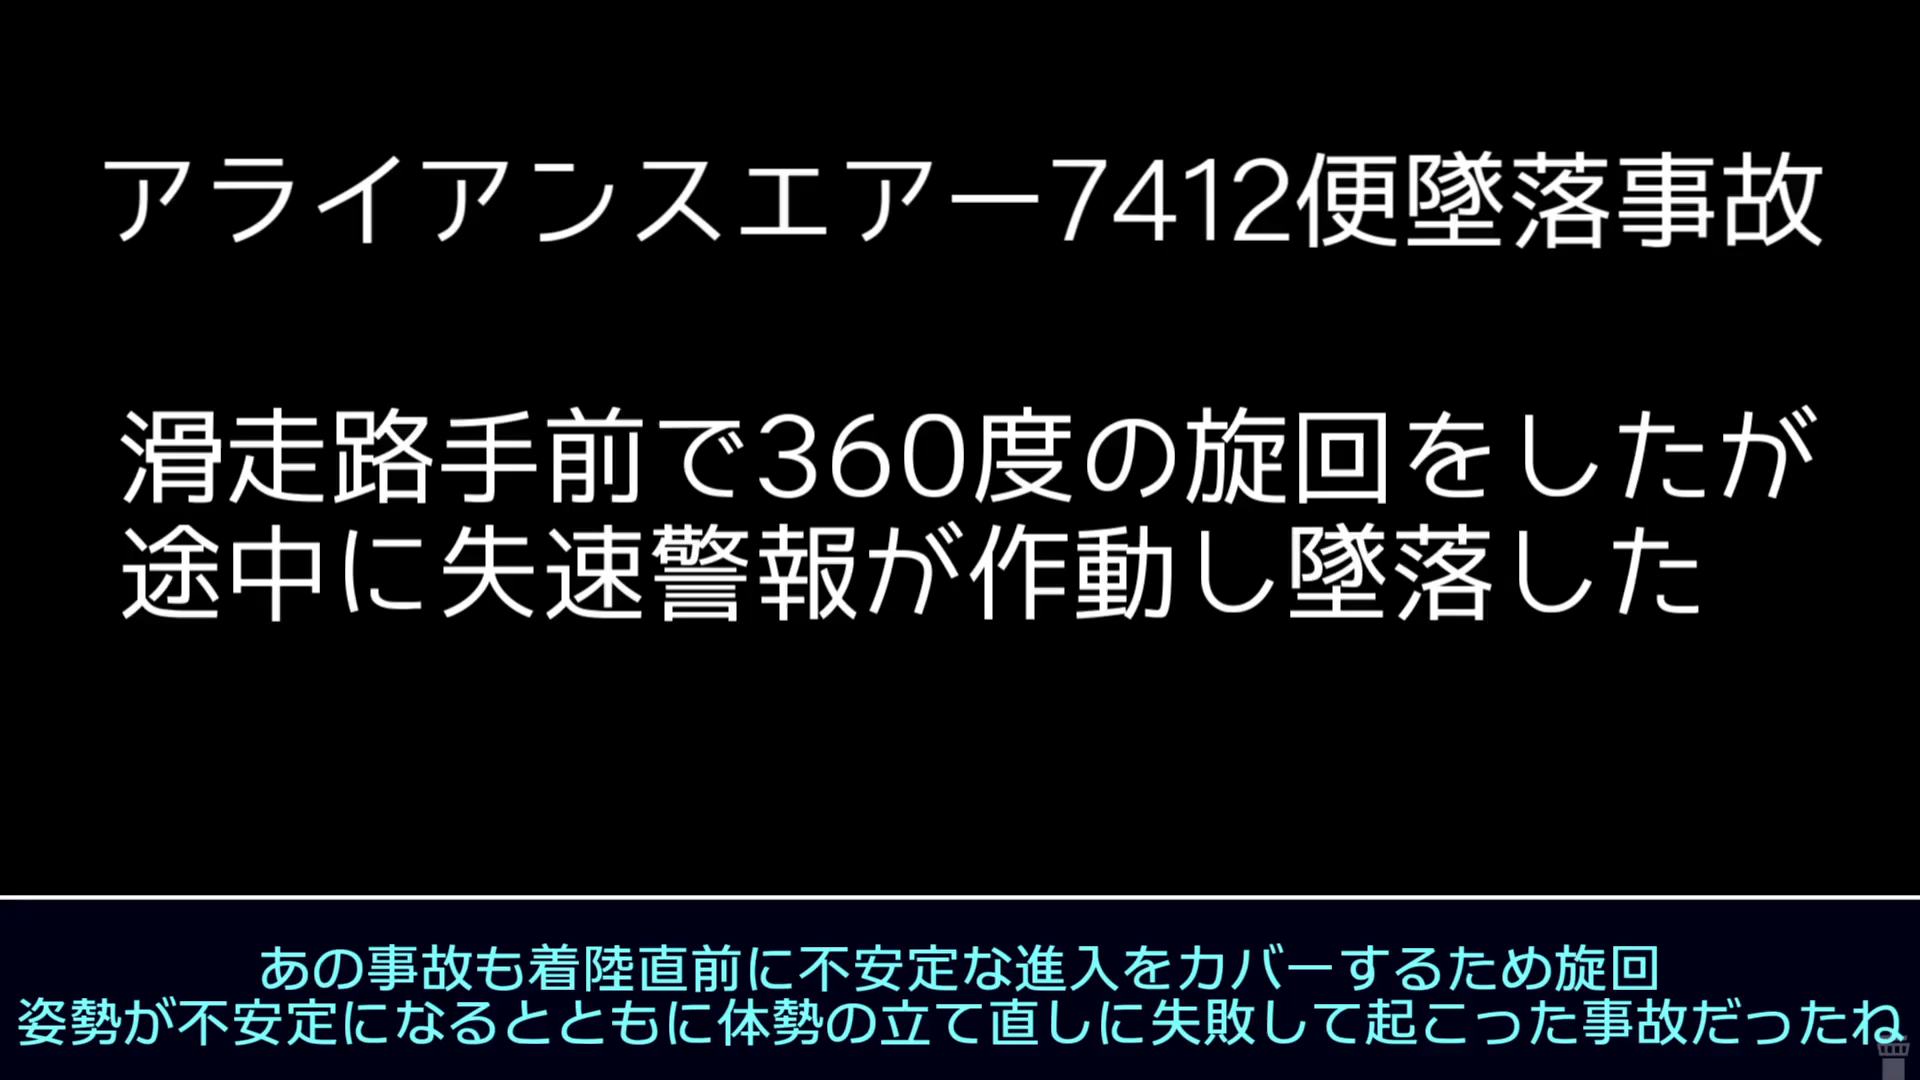 アライアンスエアー7412便墜落事故
滑走路手前で360度の旋回をしたが
途中に失速警報が作動し墜落した
あの事故も着陸直前に不安定な進入をカバーするため旋回
姿勢が不安定になるとともに体勢の立て直しに失敗して起こった事故だったね